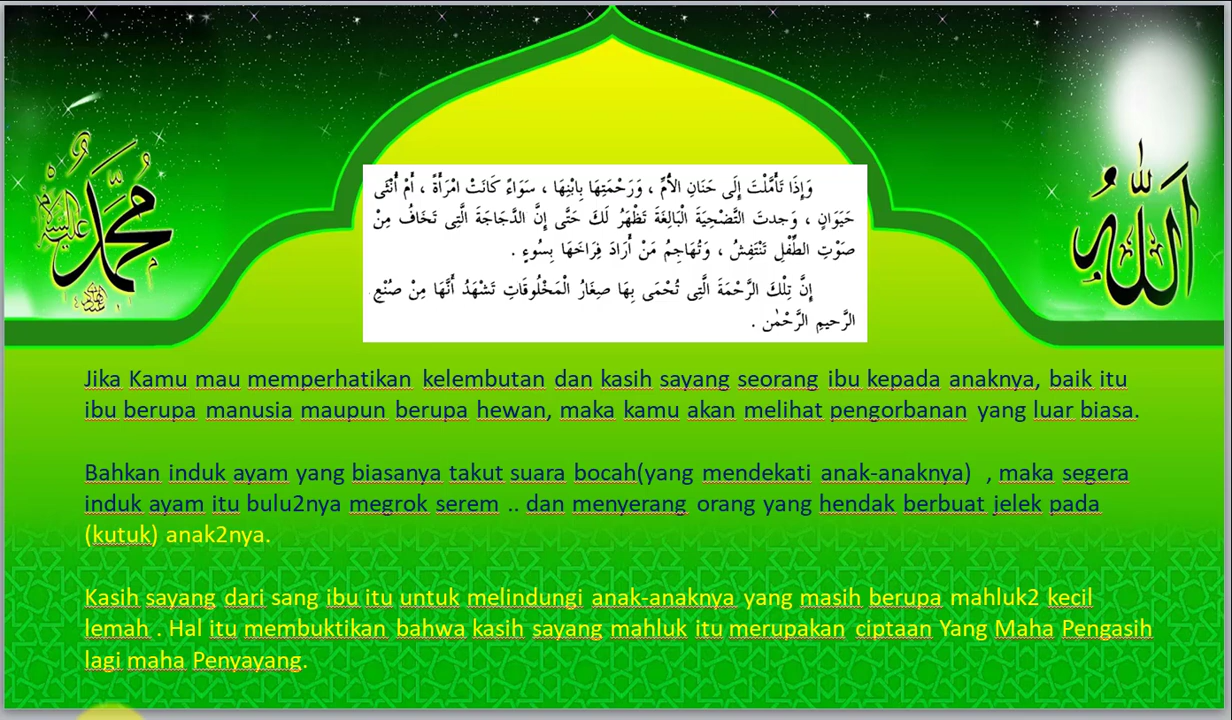 محمد
عليه السلام
الله
وَإِذَا تَأَمَّلْتَ إِلَى حَنَانِ الأُمِّ ، وَرَحْمَتِهَا بِابْنِهَا ، سَوَاءً كَانَتْ امْرَأَةً ، أَمْ أُنْثَى
حَيَوَانٍ ، وَجدتَ التَّضْحِيَةَ الْبَالِغَةَ تَظْهَرُ لَكَ حَتَّى إِنَّ الدَّجَاجَةَ الَّتِى تَخَافُ مِنْ
صَوْتِ الطِّفْلِ تَنْتَفِشُ ، وَتُهَاجِمُ مَنْ أَرَادَ فِرَاخَهَا بِسُوءٍ .
إِنَّ تِلْكَ الرَّحْمَةَ الَّتِى تُحْمَى بِهَا صِغَارُ الْمَخْلُوقَاتِ تَشْهَدُ أَنَّهَا مِنْ صُنْعِ
الرَّحيمِ الرَّحْمٰن .
Jika Kamu mau memperhatikan kelembutan dan kasih sayang seorang ibu kepada anaknya, baik itu
ibu berupa manusia maupun berupa hewan, maka kamu akan melihat pengorbanan yang luar biasa.
Bahkan induk ayam yang biasanya takut suara bocah(yang mendekati anak-anaknya) , maka segera
induk ayam itu bulu2nya megrok serem .. dan menyerang orang yang hendak berbuat jelek pada
(kutuk) anak2nya.
Kasih sayang dari sang ibu itu untuk melindungi anak-anaknya yang masih berupa mahluk2 kecil
lemah . Hal itu membuktikan bahwa kasih sayang mahluk itu merupakan ciptaan Yang Maha Pengasih
lagi maha Penyayang.